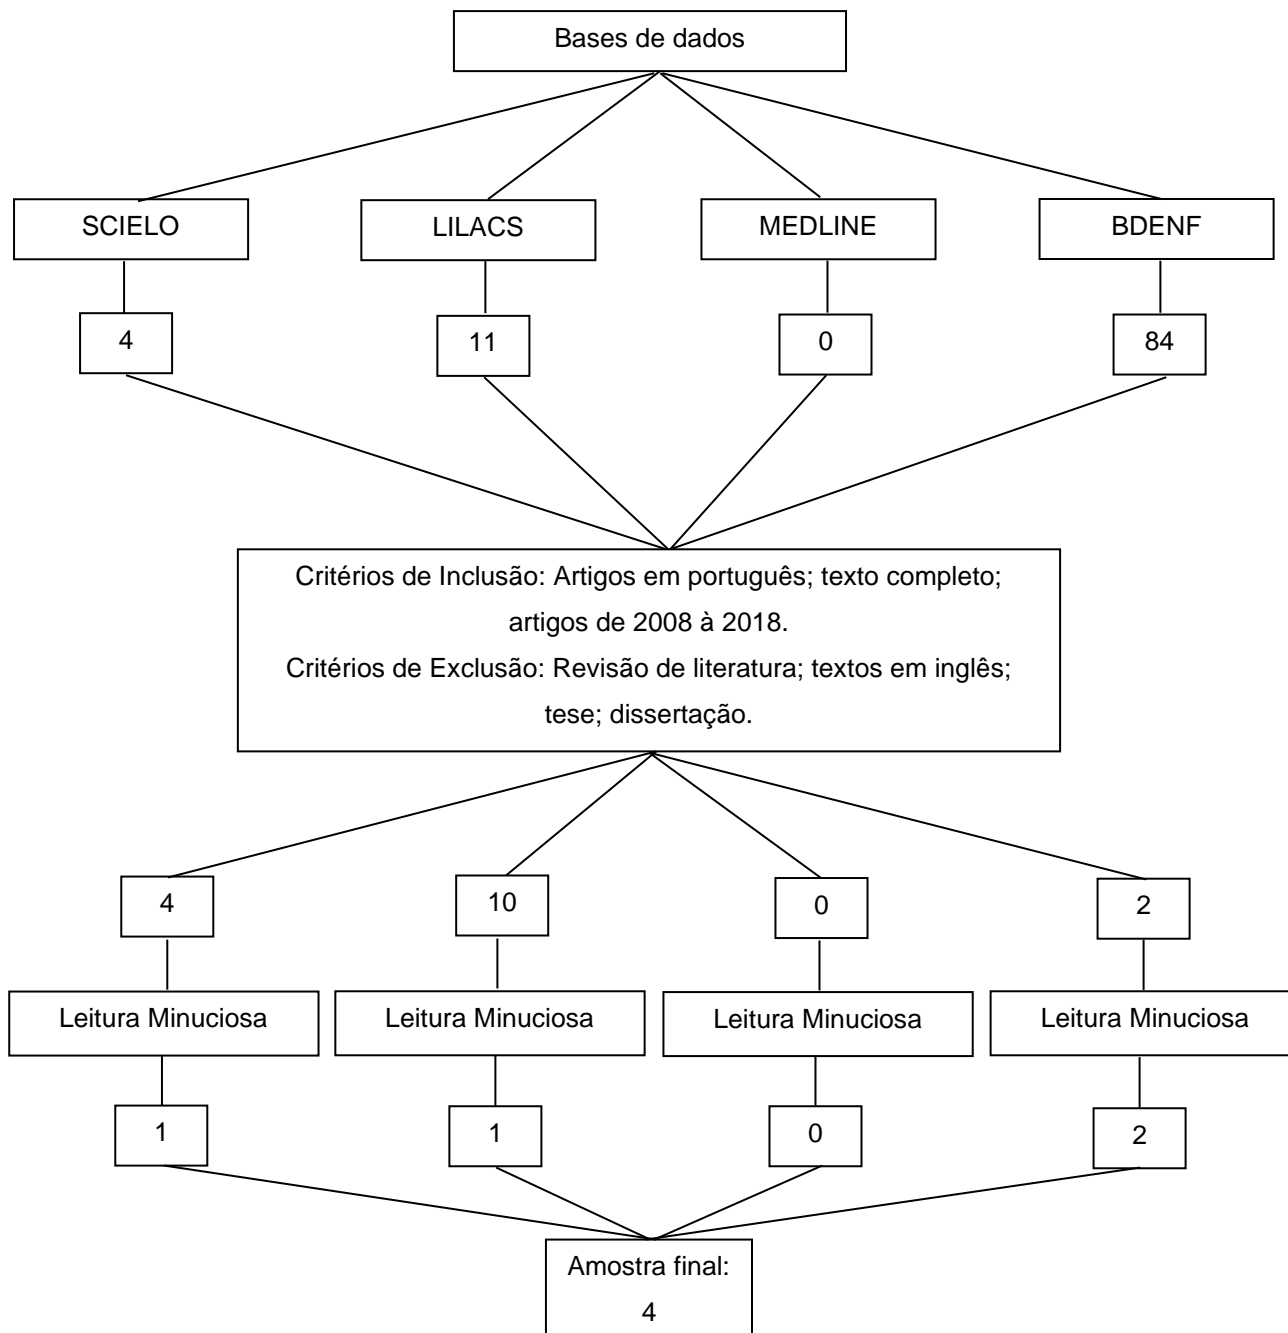 Bases de dados
SCIELO
LILACS
MEDLINE
BDENF
4
11
0
84
Critérios de Inclusão: Artigos em português; texto completo;
artigos de 2008 à 2018.
Critérios de Exclusão: Revisão de literatura; textos em inglês;
tese; dissertação.
4
10
0
2
Leitura Minuciosa
Leitura Minuciosa
Leitura Minuciosa
Leitura Minuciosa
1
1
0
2
Amostra final:
4